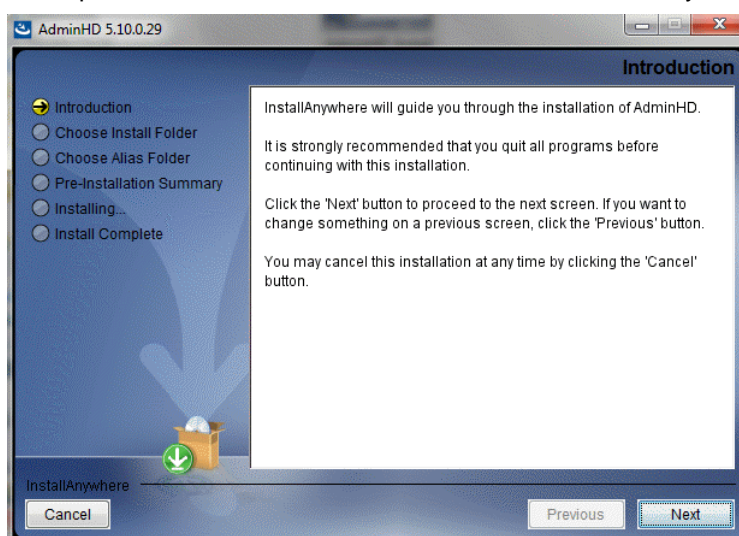 AdminHD 5.10.0.29
Introduction
Introduction
Choose Install Folder
Choose Alias Folder
Pre-Installation Summary
Installing...
Install Complete
InstallAnywhere will guide you through the installation of AdminHD.
It is strongly recommended that you quit all programs before
continuing with this installation.
Click the 'Next' button to proceed to the next screen. If you want to
change something on a previous screen, click the 'Previous' button.
You may cancel this installation at any time by clicking the 'Cancel'
button.
InstallAnywhere
Cancel
Previous
Next